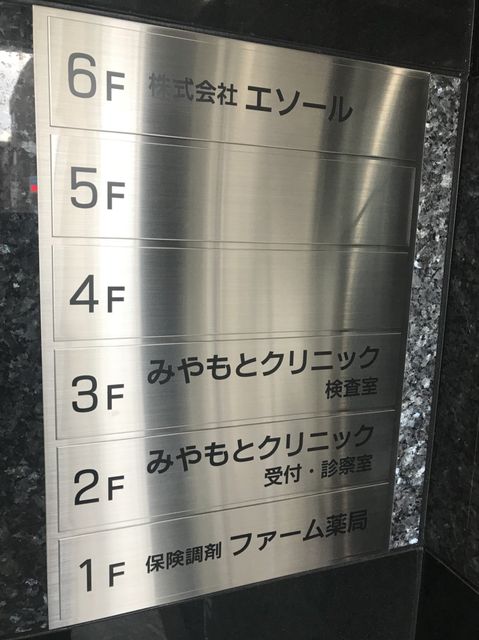 6F 株式会社 エソール
5F
4F
3F みやもとクリニック
検査室
2F みやもとクリニック
受付・診察室
1F 保険調剤 ファーム薬局